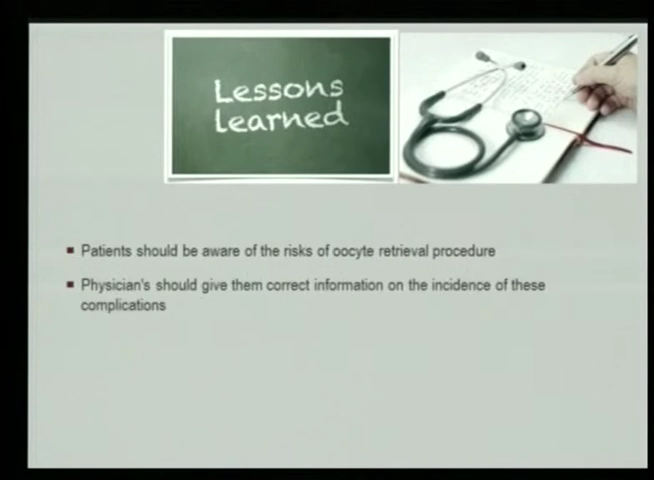 Lessons
learned
Patients should be aware of the risks of oocyte retrieval procedure
Physician's should give them correct information on the incidence of these
complications